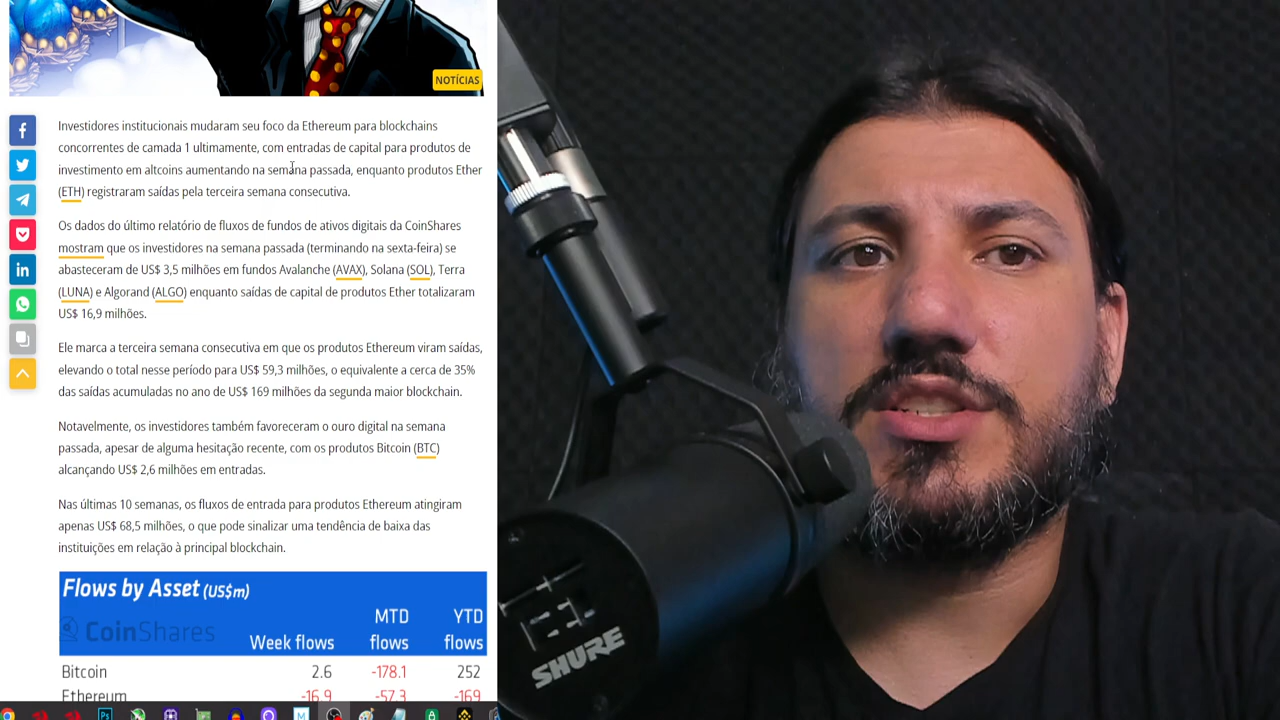 NOTÍCIAS
Investidores institucionais mudaram seu foco da Ethereum para blockchains
concorrentes de camada 1 ultimamente, com entradas de capital para produtos de
investimento em altcoins aumentando na semana passada, enquanto produtos Ether
(ETH) registraram saídas pela terceira semana consecutiva.
Os dados do último relatório de fluxos de fundos de ativos digitais da CoinShares
mostram que os investidores na semana passada (terminando na sexta-feira) se
abasteceram de US$ 3,5 milhões em fundos Avalanche (AVAX), Solana (SOL), Terra
(LUNA) e Algorand (ALGO) enquanto saídas de capital de produtos Ether totalizaram
US$ 16,9 milhões.
Ele marca a terceira semana consecutiva em que os produtos Ethereum viram saídas,
elevando o total nesse período para US$ 59,3 milhões, o equivalente a cerca de 35%
das saídas acumuladas no ano de US$ 169 milhões da segunda maior blockchain.
Notavelmente, os investidores também favoreceram o ouro digital na semana
passada, apesar de alguma hesitação recente, com os produtos Bitcoin (BTC)
alcançando US$ 2,6 milhões em entradas.
Nas últimas 10 semanas, os fluxos de entrada para produtos Ethereum atingiram
apenas US$ 68,5 milhões, o que pode sinalizar uma tendência de baixa das
instituições em relação à principal blockchain.
Flows by Asset (US$m)
CoinShares
Week flows MTD flows YTD flows
Bitcoin 2.6 -178.1 252
Ethereum -16.9 -57.3 -169
SHURE